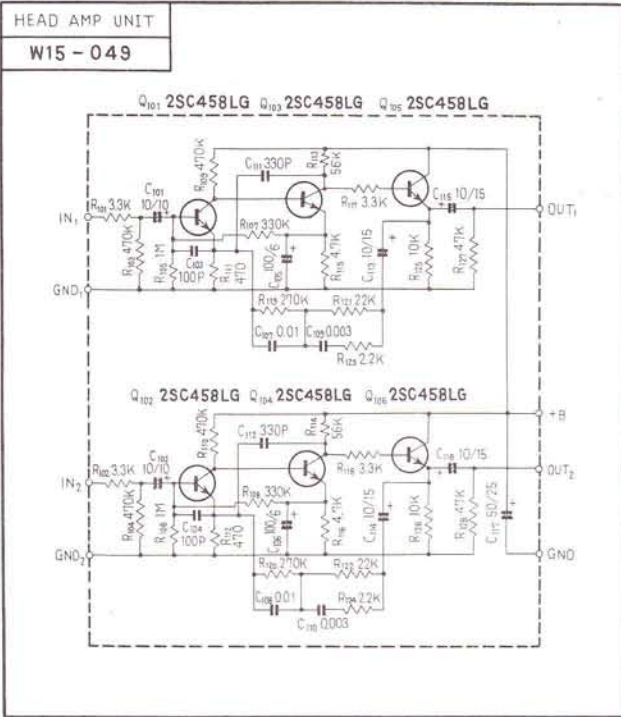 HEAD AMP UNIT
W15-049
Q101 2SC458LG Q103 2SC458LG Q105 2SC458LG
R109 470K
C111 330P
R113 56K
R101 3.3K
C101 10/10
R107 330K
R117 3.3K
C115 10/15
IN1
OUT1
R103 470K
R105 1M
C103 100P
R111 470
C105 100/6
R115 4.7K
C113 10/15
R125 10K
R127 47K
GND1
R119 270K
R121 22K
C107 0.01
C109 0.003
R123 2.2K
Q102 2SC458LG Q104 2SC458LG Q106 2SC458LG
+B
R110 470K
C112 330P
R114 56K
R102 3.3K
C102 10/10
R108 330K
R118 3.3K
C116 10/15
IN2
OUT2
R104 470K
R106 1M
C104 100P
R112 470
C106 100/6
R116 4.7K
C114 10/15
R126 10K
R128 47K
C117 50/25
GND2
GND
R120 270K
R122 22K
C108 0.01
C110 0.003
R124 2.2K